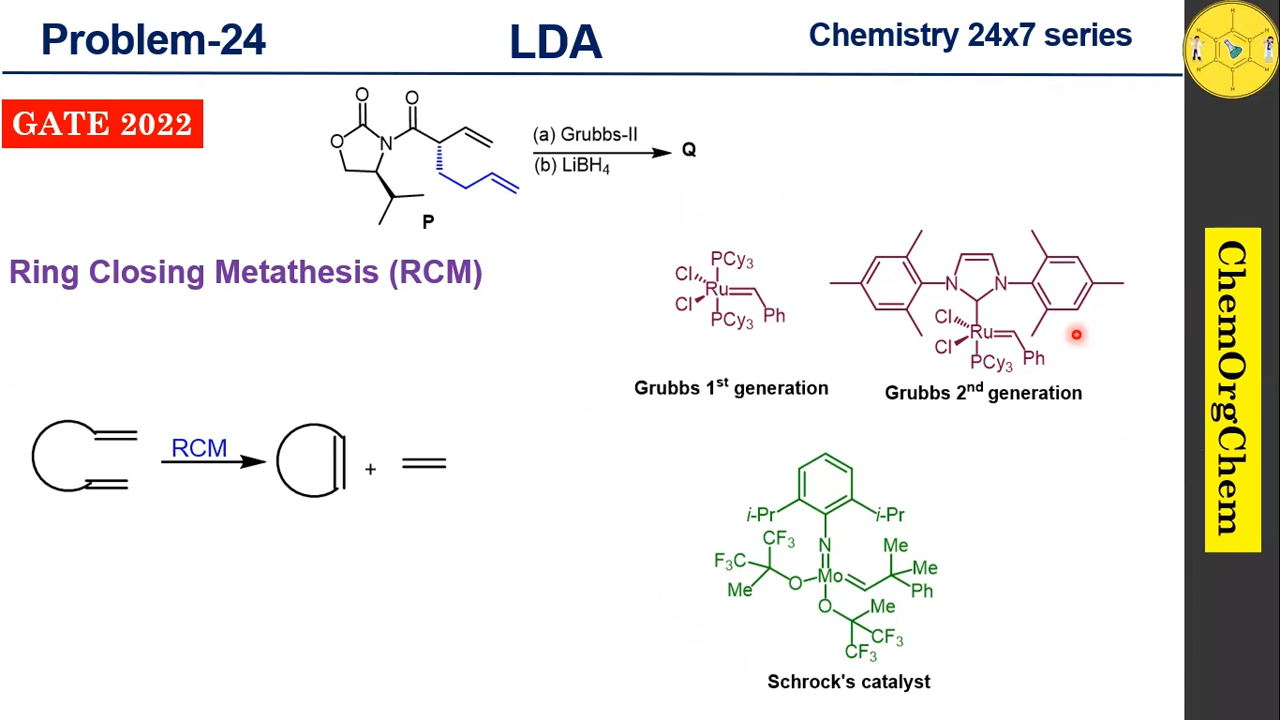 Problem-24
LDA
Chemistry 24x7 series
GATE 2022
O
O
O
N
P
(a) Grubbs-II
(b) LiBH4
Q
Ring Closing Metathesis (RCM)
PCy3
Cl
Ru
Cl
PCy3
Ph
Grubbs 1st generation
N
N
Cl
Ru
Cl
PCy3
Ph
Grubbs 2nd generation
RCM
+
i-Pr
i-Pr
N
CF3
F3C
Me
O
Mo
Me
Me
Ph
O
Me
CF3
CF3
Schrock's catalyst
H
H
H
H
H
H
ChemOrgChem